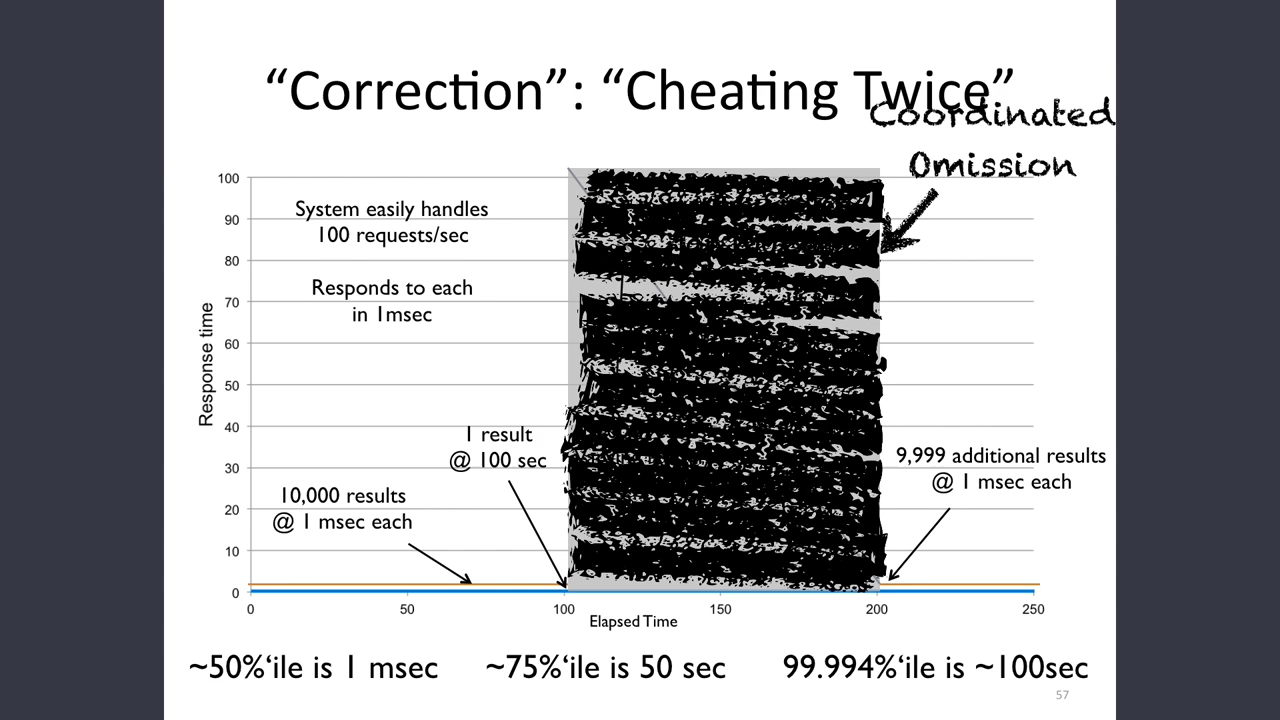 “Correction”: “Cheating Twice”
Coordinated
Omission
100
90
80
70
60
50
40
30
20
10
0
Response time
System easily handles
100 requests/sec
Responds to each
in 1msec
1 result
@ 100 sec
10,000 results
@ 1 msec each
9,999 additional results
@ 1 msec each
0 50 100 150 200 250
Elapsed Time
~50%‘ile is 1 msec ~75%‘ile is 50 sec 99.994%‘ile is ~100sec
57